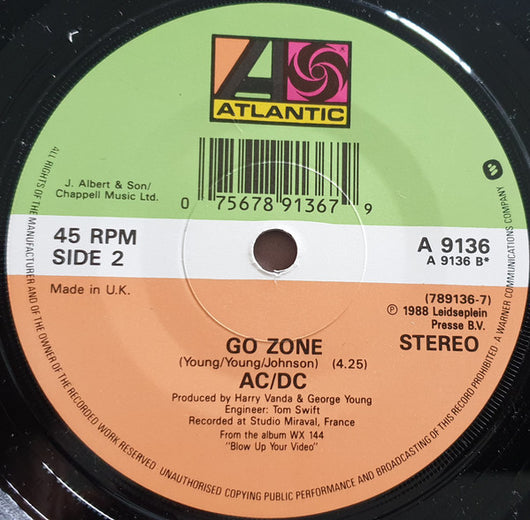 ATLANTIC
J. Albert & Son/
Chappell Music Ltd.
0 75678 91367 9
45 RPM
SIDE 2
A 9136
A 9136 B*
Made in U.K.
(789136-7)
℗ 1988 Leidseplein
Presse B.V.
STEREO
GO ZONE
(Young/Young/Johnson) (4.25)
AC/DC
Produced by Harry Vanda & George Young
Engineer: Tom Swift
Recorded at Studio Miraval, France
From the album WX 144
"Blow Up Your Video"
ALL RIGHTS OF THE MANUFACTURER AND OF THE OWNER OF THE RECORDED WORK RESERVED UNAUTHORISED COPYING PUBLIC PERFORMANCE AND BROADCASTING OF THIS RECORD PROHIBITED A WARNER COMMUNICATIONS COMPANY